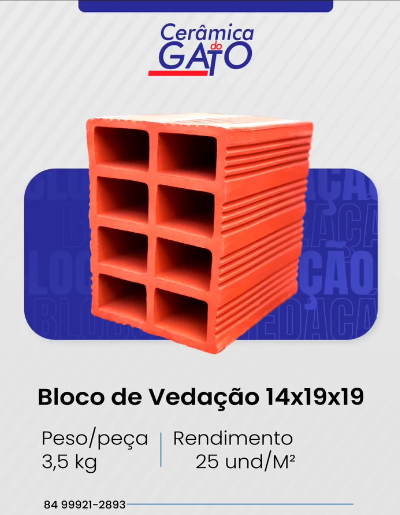 Cerâmica
do
GATO
Bloco de Vedação 14x19x19
Peso/peça
3,5 kg
Rendimento
25 und/M²
84 99921-2893